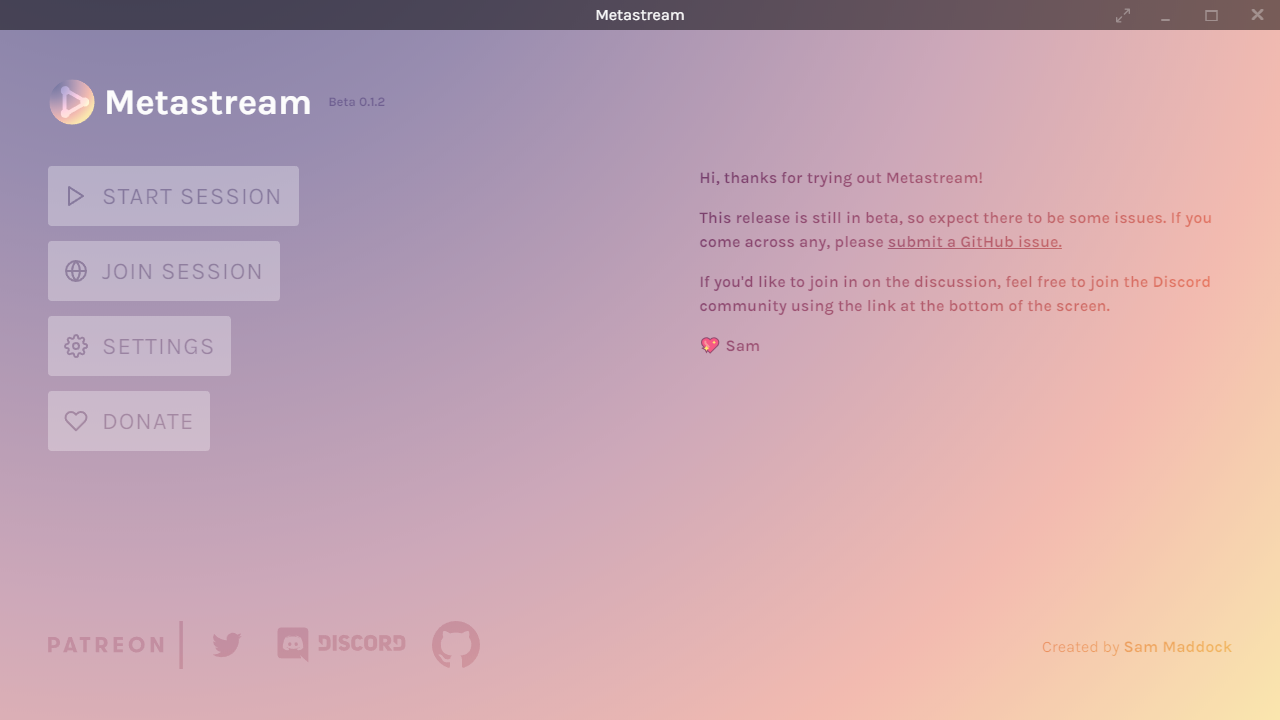 Metastream
Metastream Beta 0.1.2
START SESSION
JOIN SESSION
SETTINGS
DONATE
Hi, thanks for trying out Metastream!
This release is still in beta, so expect there to be some issues. If you
come across any, please submit a GitHub issue.
If you'd like to join in on the discussion, feel free to join the Discord
community using the link at the bottom of the screen.
💖 Sam
PATREON
DISCORD
Created by Sam Maddock